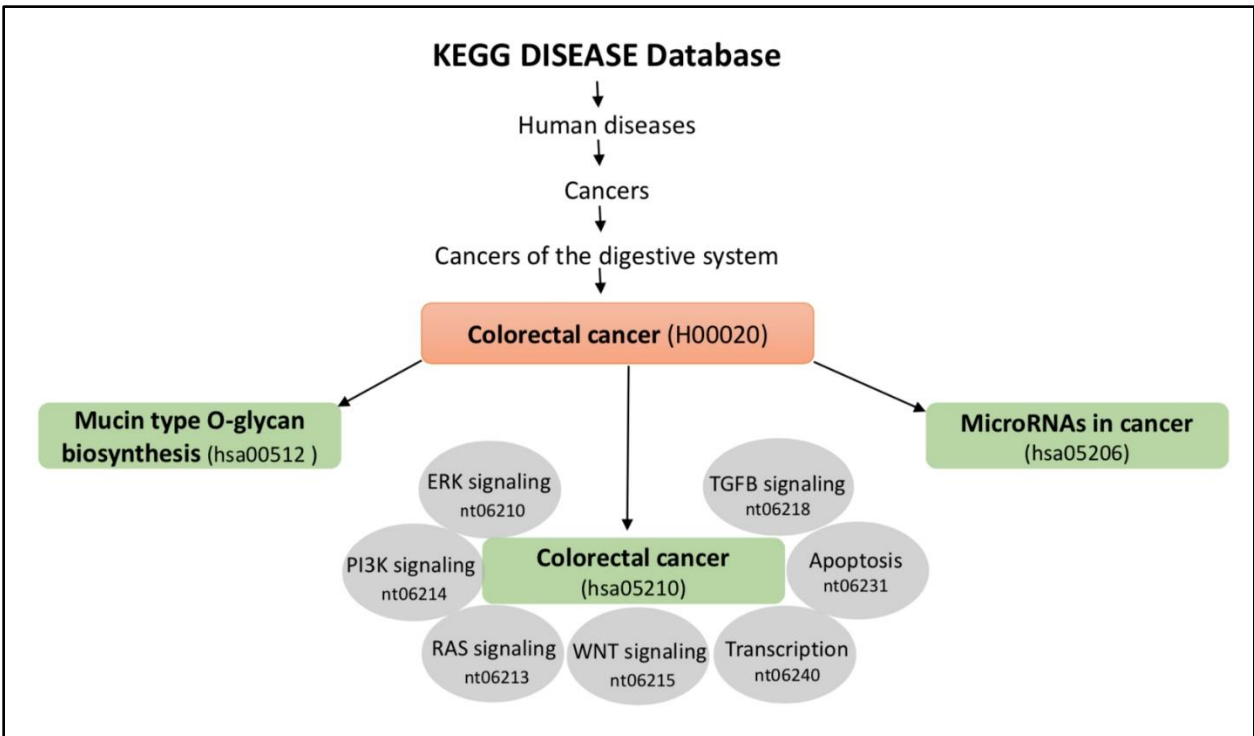 KEGG DISEASE Database
Human diseases
Cancers
Cancers of the digestive system
Colorectal cancer (H00020)
Mucin type O-glycan
biosynthesis (hsa00512 )
MicroRNAs in cancer
(hsa05206)
ERK signaling
nt06210
TGFB signaling
nt06218
PI3K signaling
nt06214
Colorectal cancer
(hsa05210)
Apoptosis
nt06231
RAS signaling
nt06213
WNT signaling
nt06215
Transcription
nt06240